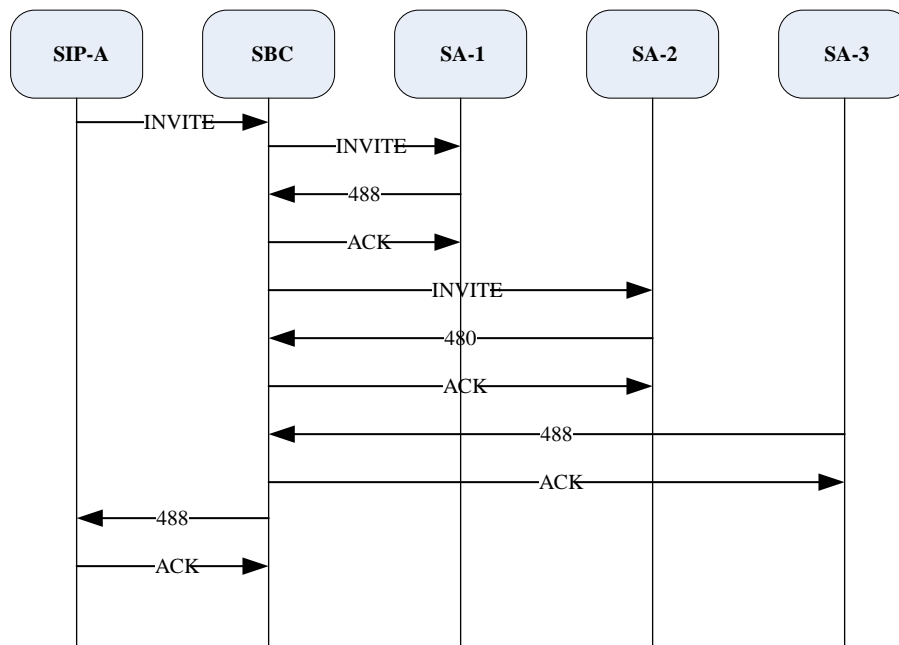 SIP-A
SBC
SA-1
SA-2
SA-3
INVITE
INVITE
488
ACK
INVITE
480
ACK
488
ACK
488
ACK